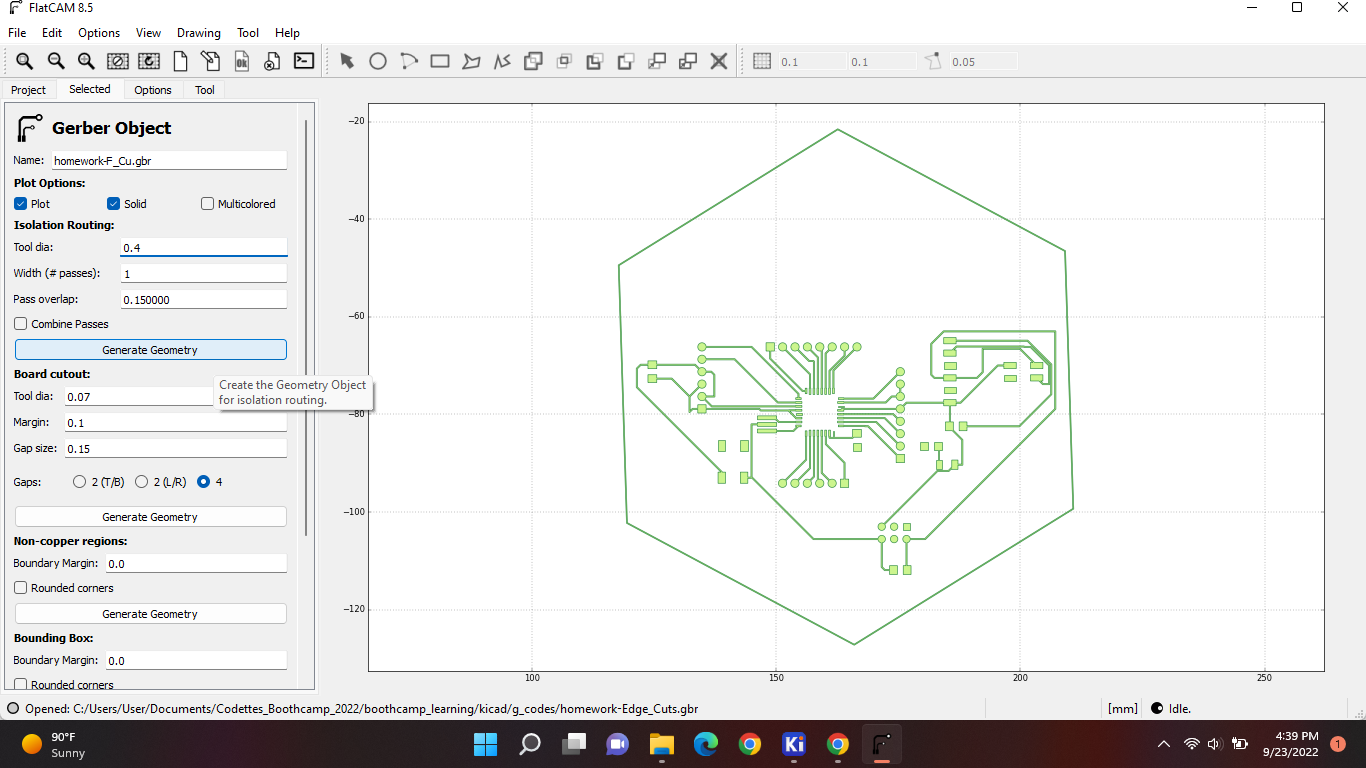 FlatCAM 8.5
File Edit Options View Drawing Tool Help
0.1 0.1 0.05
Project Selected Options Tool
Gerber Object
Name: homework-F_Cu.gbr
Plot Options:
Plot Solid Multicolored
Isolation Routing:
Tool dia: 0.4
Width (# passes): 1
Pass overlap: 0.150000
Combine Passes
Generate Geometry
Board cutout:
Create the Geometry Object
for isolation routing.
Tool dia: 0.07
Margin: 0.1
Gap size: 0.15
Gaps: 2 (T/B) 2 (L/R) 4
Generate Geometry
Non-copper regions:
Boundary Margin: 0.0
Rounded corners
Generate Geometry
Bounding Box:
Boundary Margin: 0.0
Rounded corners
−20
−40
−60
−80
−100
−120
100 150 200 250
Opened: C:/Users/User/Documents/Codettes_Boothcamp_2022/boothcamp_learning/kicad/g_codes/homework-Edge_Cuts.gbr [mm] Idle.
90°F
Sunny
Ki
4:39 PM
9/23/2022
1